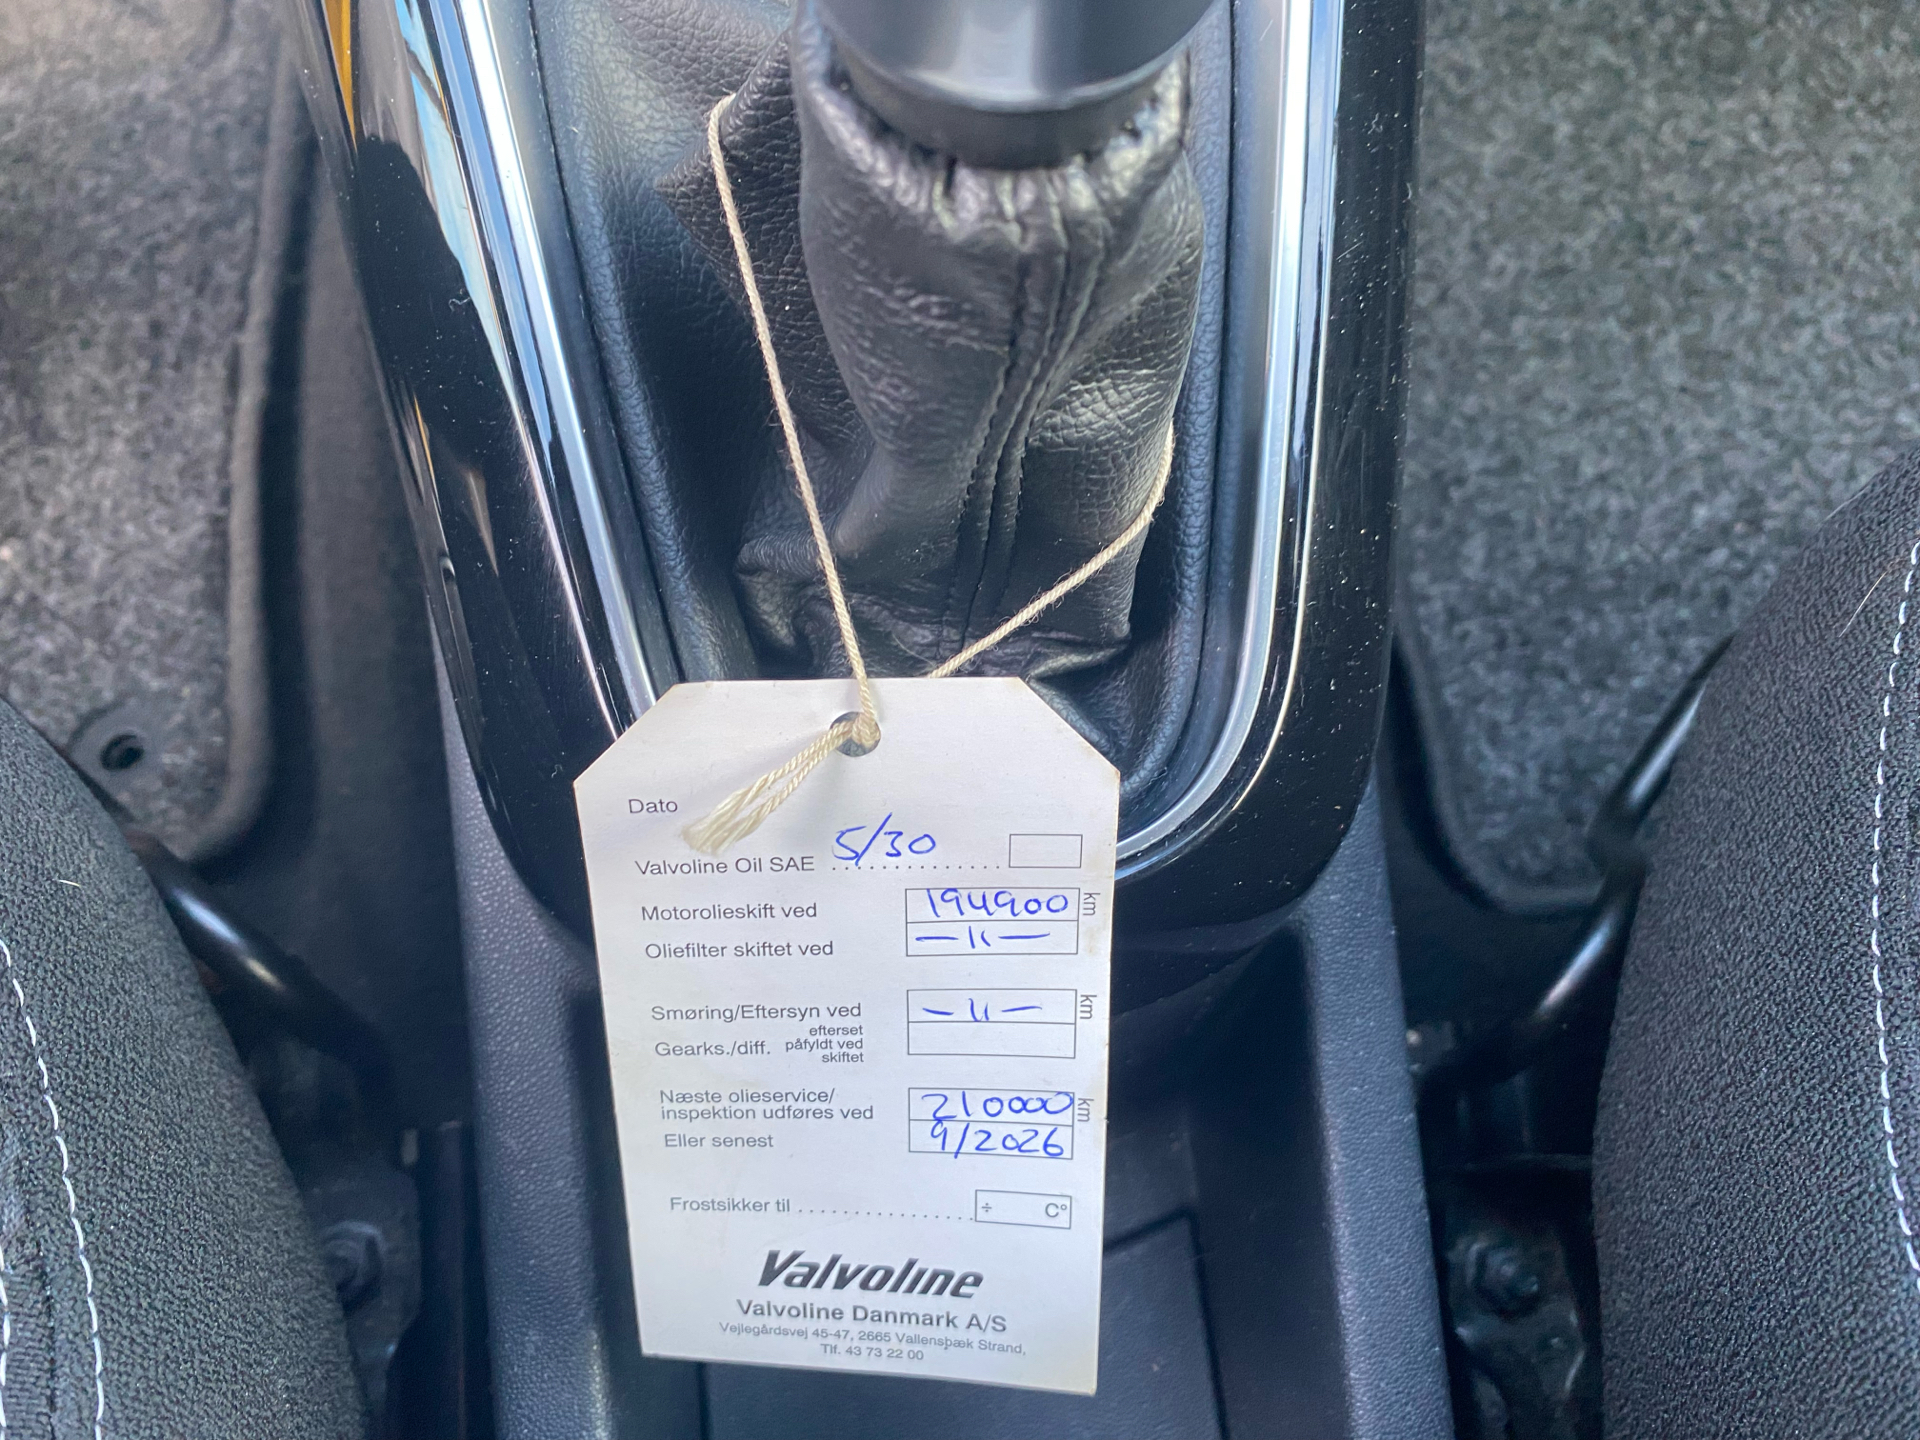 Dato
Valvoline Oil SAE 5/30
Motorolieskift ved 194900 km
Oliefilter skiftet ved —11—
Smøring/Eftersyn ved —11— km
efterset
Gearks./diff. påfyldt ved
skiftet
Næste olieservice/
inspektion udføres ved 210000 km
Eller senest 9/2026
Frostsikker til ÷ C°
Valvoline
Valvoline Danmark A/S
Vejlegårdsvej 45-47, 2665 Vallensbæk Strand,
Tlf. 43 73 22 00